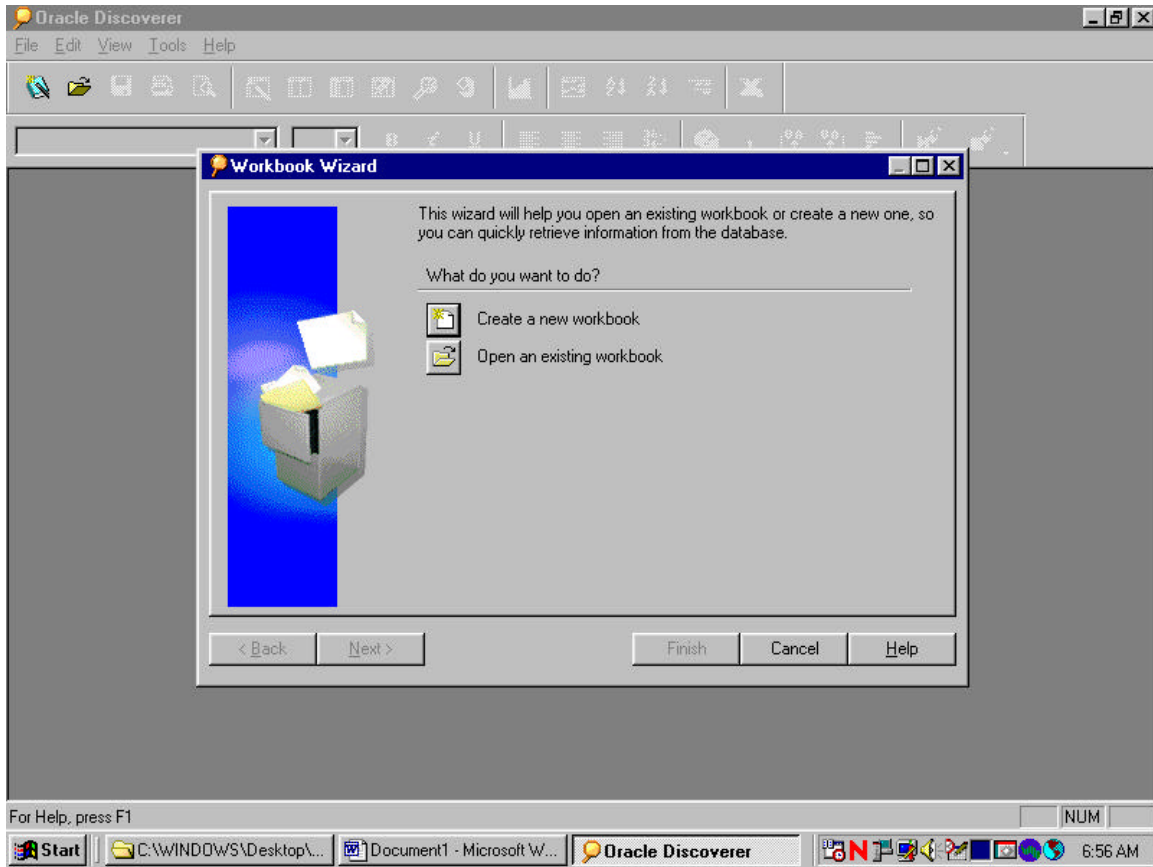 Oracle Discoverer
File Edit View Tools Help
Workbook Wizard
This wizard will help you open an existing workbook or create a new one, so
you can quickly retrieve information from the database.
What do you want to do?
Create a new workbook
Open an existing workbook
< Back Next > Finish Cancel Help
For Help, press F1 NUM
Start C:\WINDOWS\Desktop\... Document1 - Microsoft W... Oracle Discoverer N 6:56 AM